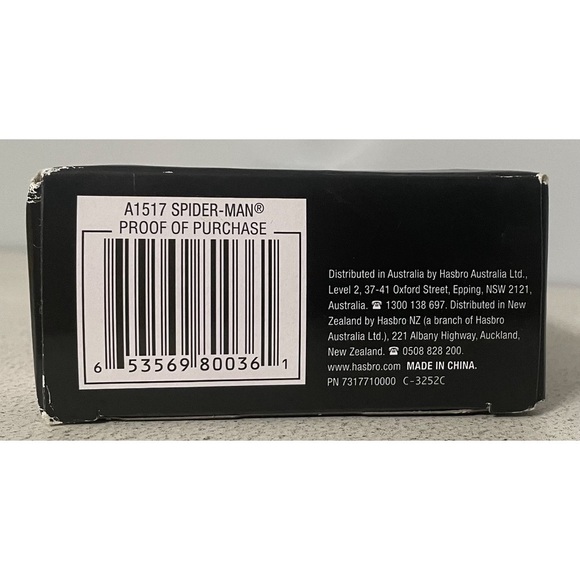 A1517 SPIDER-MAN®
PROOF OF PURCHASE
6 53569 80036 1
Distributed in Australia by Hasbro Australia Ltd.,
Level 2, 37-41 Oxford Street, Epping, NSW 2121,
Australia. ☎ 1300 138 697. Distributed in New
Zealand by Hasbro NZ (a branch of Hasbro
Australia Ltd.), 221 Albany Highway, Auckland,
New Zealand. ☎ 0508 828 200.
www.hasbro.com MADE IN CHINA.
PN 7317710000 C-3252C